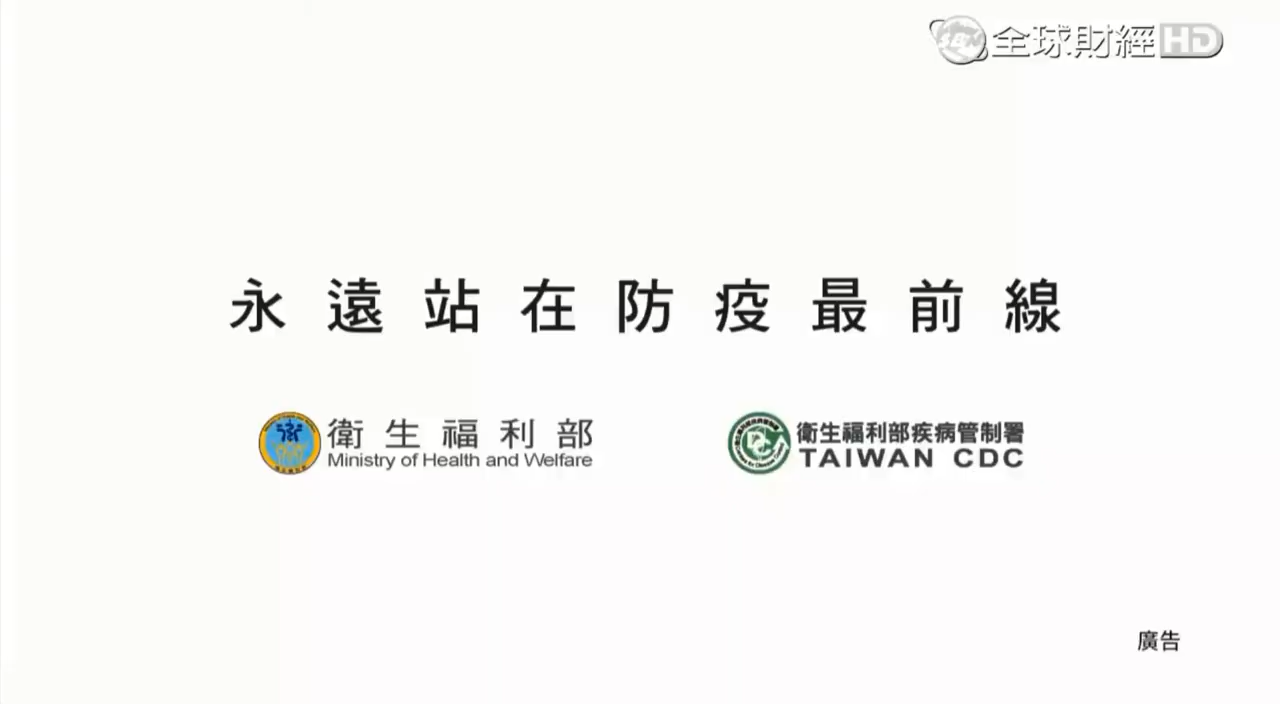 全球財經HD
永遠站在防疫最前線
衛生福利部
Ministry of Health and Welfare
衛生福利部疾病管制署
TAIWAN CDC
廣告